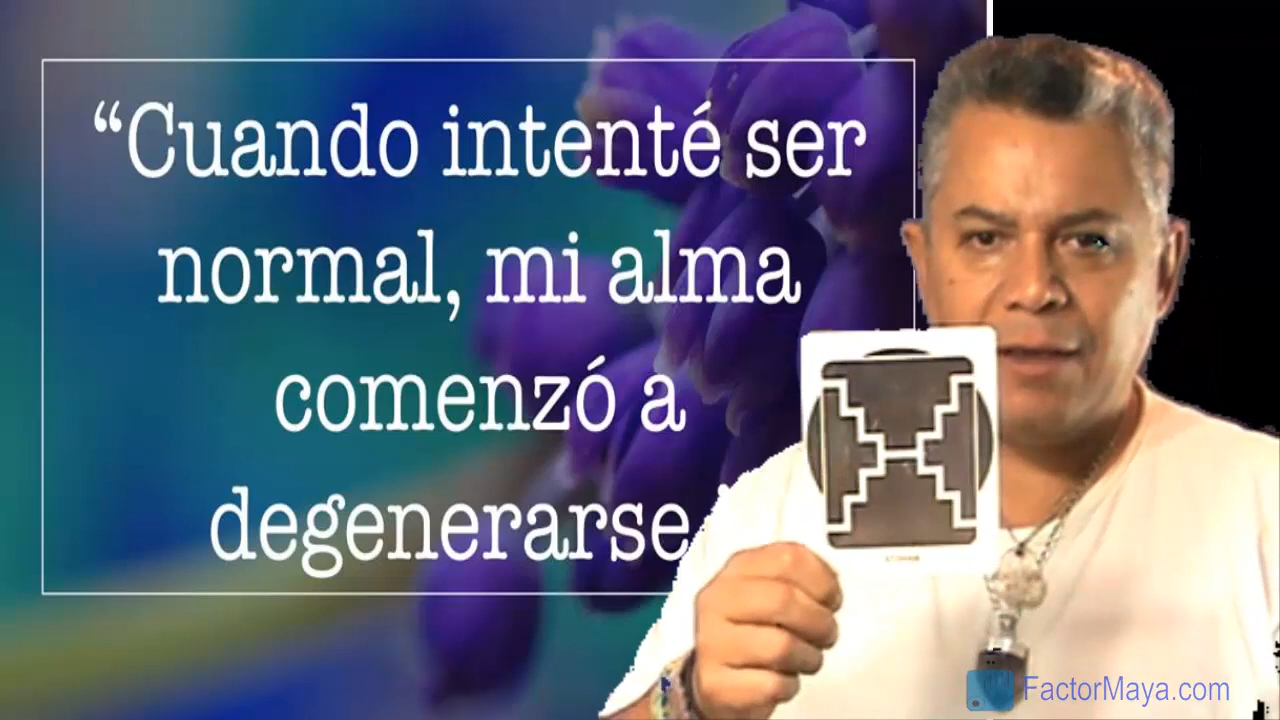 “Cuando intenté ser
normal, mi alma
comenzó a
degenerarse
FactorMaya.com